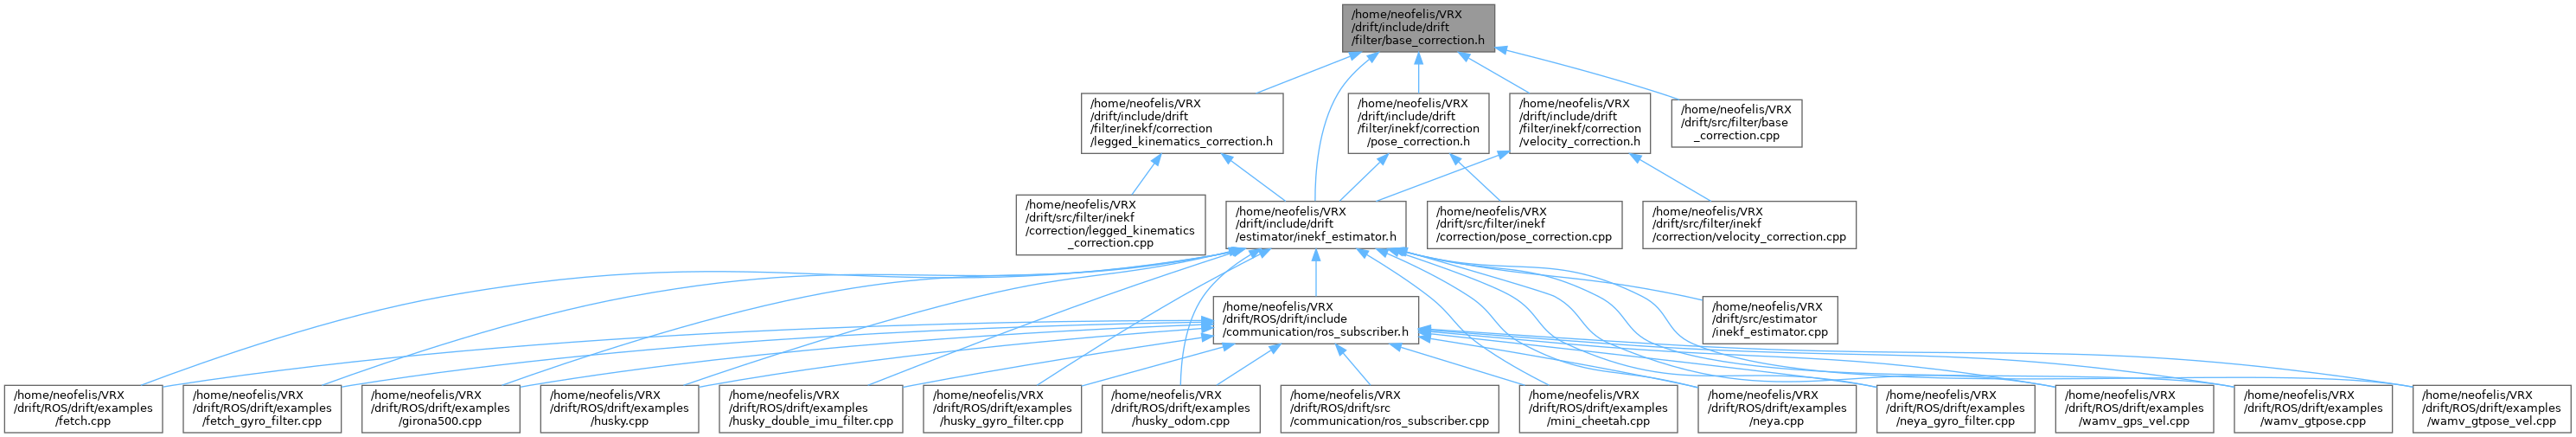 /home/neofelis/VRX
/drift/include/drift
/filter/base_correction.h
/home/neofelis/VRX
/drift/include/drift
/filter/inekf/correction
/legged_kinematics_correction.h
/home/neofelis/VRX
/drift/include/drift
/filter/inekf/correction
/pose_correction.h
/home/neofelis/VRX
/drift/include/drift
/filter/inekf/correction
/velocity_correction.h
/home/neofelis/VRX
/drift/src/filter/base
_correction.cpp
/home/neofelis/VRX
/drift/src/filter/inekf
/correction/legged_kinematics
_correction.cpp
/home/neofelis/VRX
/drift/include/drift
/estimator/inekf_estimator.h
/home/neofelis/VRX
/drift/src/filter/inekf
/correction/pose_correction.cpp
/home/neofelis/VRX
/drift/src/filter/inekf
/correction/velocity_correction.cpp
/home/neofelis/VRX
/drift/ROS/drift/include
/communication/ros_subscriber.h
/home/neofelis/VRX
/drift/src/estimator
/inekf_estimator.cpp
/home/neofelis/VRX
/drift/ROS/drift/examples
/fetch.cpp
/home/neofelis/VRX
/drift/ROS/drift/examples
/fetch_gyro_filter.cpp
/home/neofelis/VRX
/drift/ROS/drift/examples
/girona500.cpp
/home/neofelis/VRX
/drift/ROS/drift/examples
/husky.cpp
/home/neofelis/VRX
/drift/ROS/drift/examples
/husky_double_imu_filter.cpp
/home/neofelis/VRX
/drift/ROS/drift/examples
/husky_gyro_filter.cpp
/home/neofelis/VRX
/drift/ROS/drift/examples
/husky_odom.cpp
/home/neofelis/VRX
/drift/ROS/drift/src
/communication/ros_subscriber.cpp
/home/neofelis/VRX
/drift/ROS/drift/examples
/mini_cheetah.cpp
/home/neofelis/VRX
/drift/ROS/drift/examples
/neya.cpp
/home/neofelis/VRX
/drift/ROS/drift/examples
/neya_gyro_filter.cpp
/home/neofelis/VRX
/drift/ROS/drift/examples
/wamv_gps_vel.cpp
/home/neofelis/VRX
/drift/ROS/drift/examples
/wamv_gtpose.cpp
/home/neofelis/VRX
/drift/ROS/drift/examples
/wamv_gtpose_vel.cpp